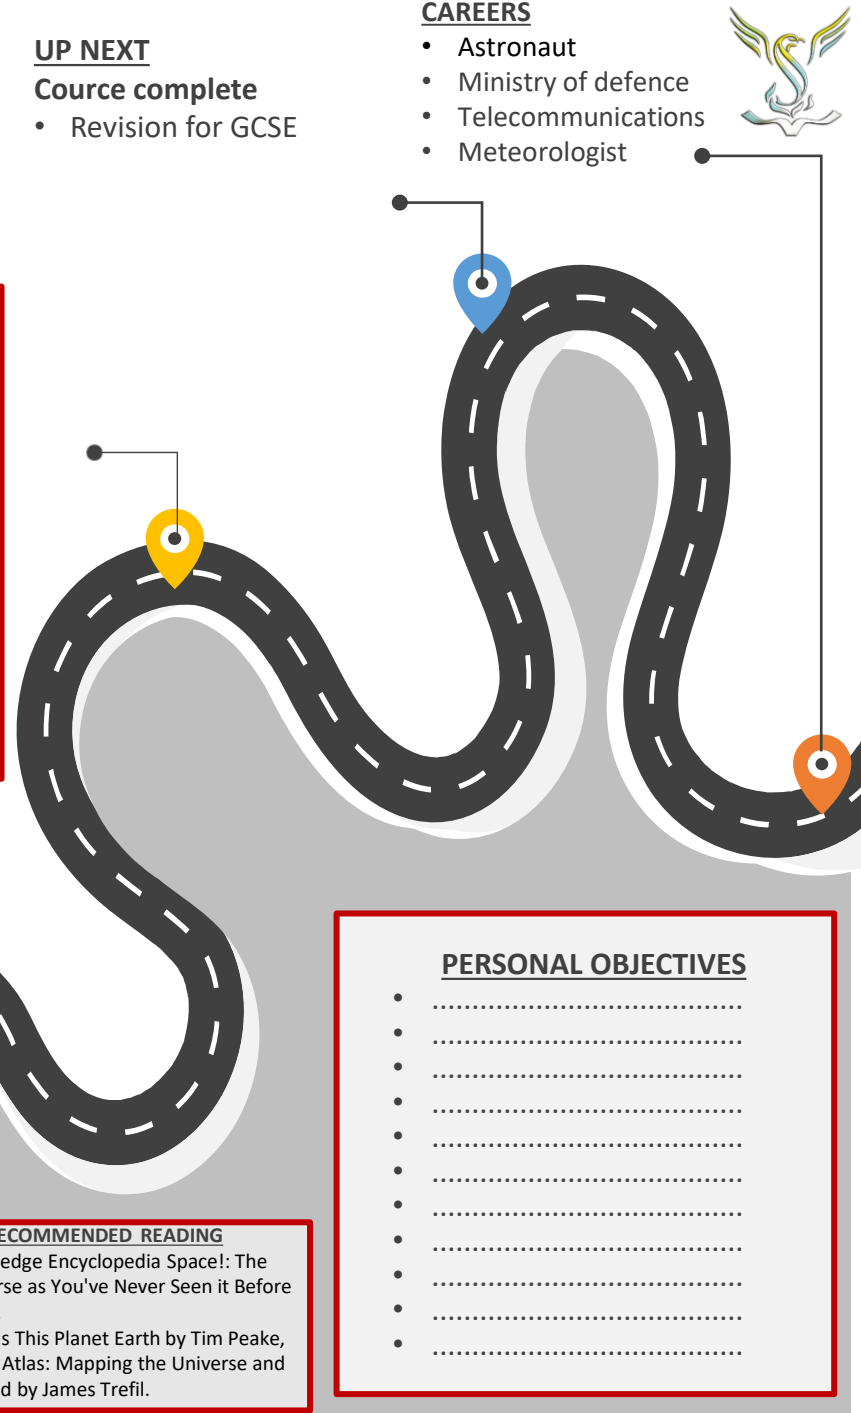 UP NEXT
Cource complete
• Revision for GCSE
CAREERS
• Astronaut
• Ministry of defence
• Telecommunications
• Meteorologist
PERSONAL OBJECTIVES
• .....................................
• .....................................
• .....................................
• .....................................
• .....................................
• .....................................
• .....................................
• .....................................
• .....................................
• .....................................
• .....................................
ECOMMENDED READING
edge Encyclopedia Space!: The
rse as You've Never Seen it Before
s This Planet Earth by Tim Peake,
Atlas: Mapping the Universe and
d by James Trefil.